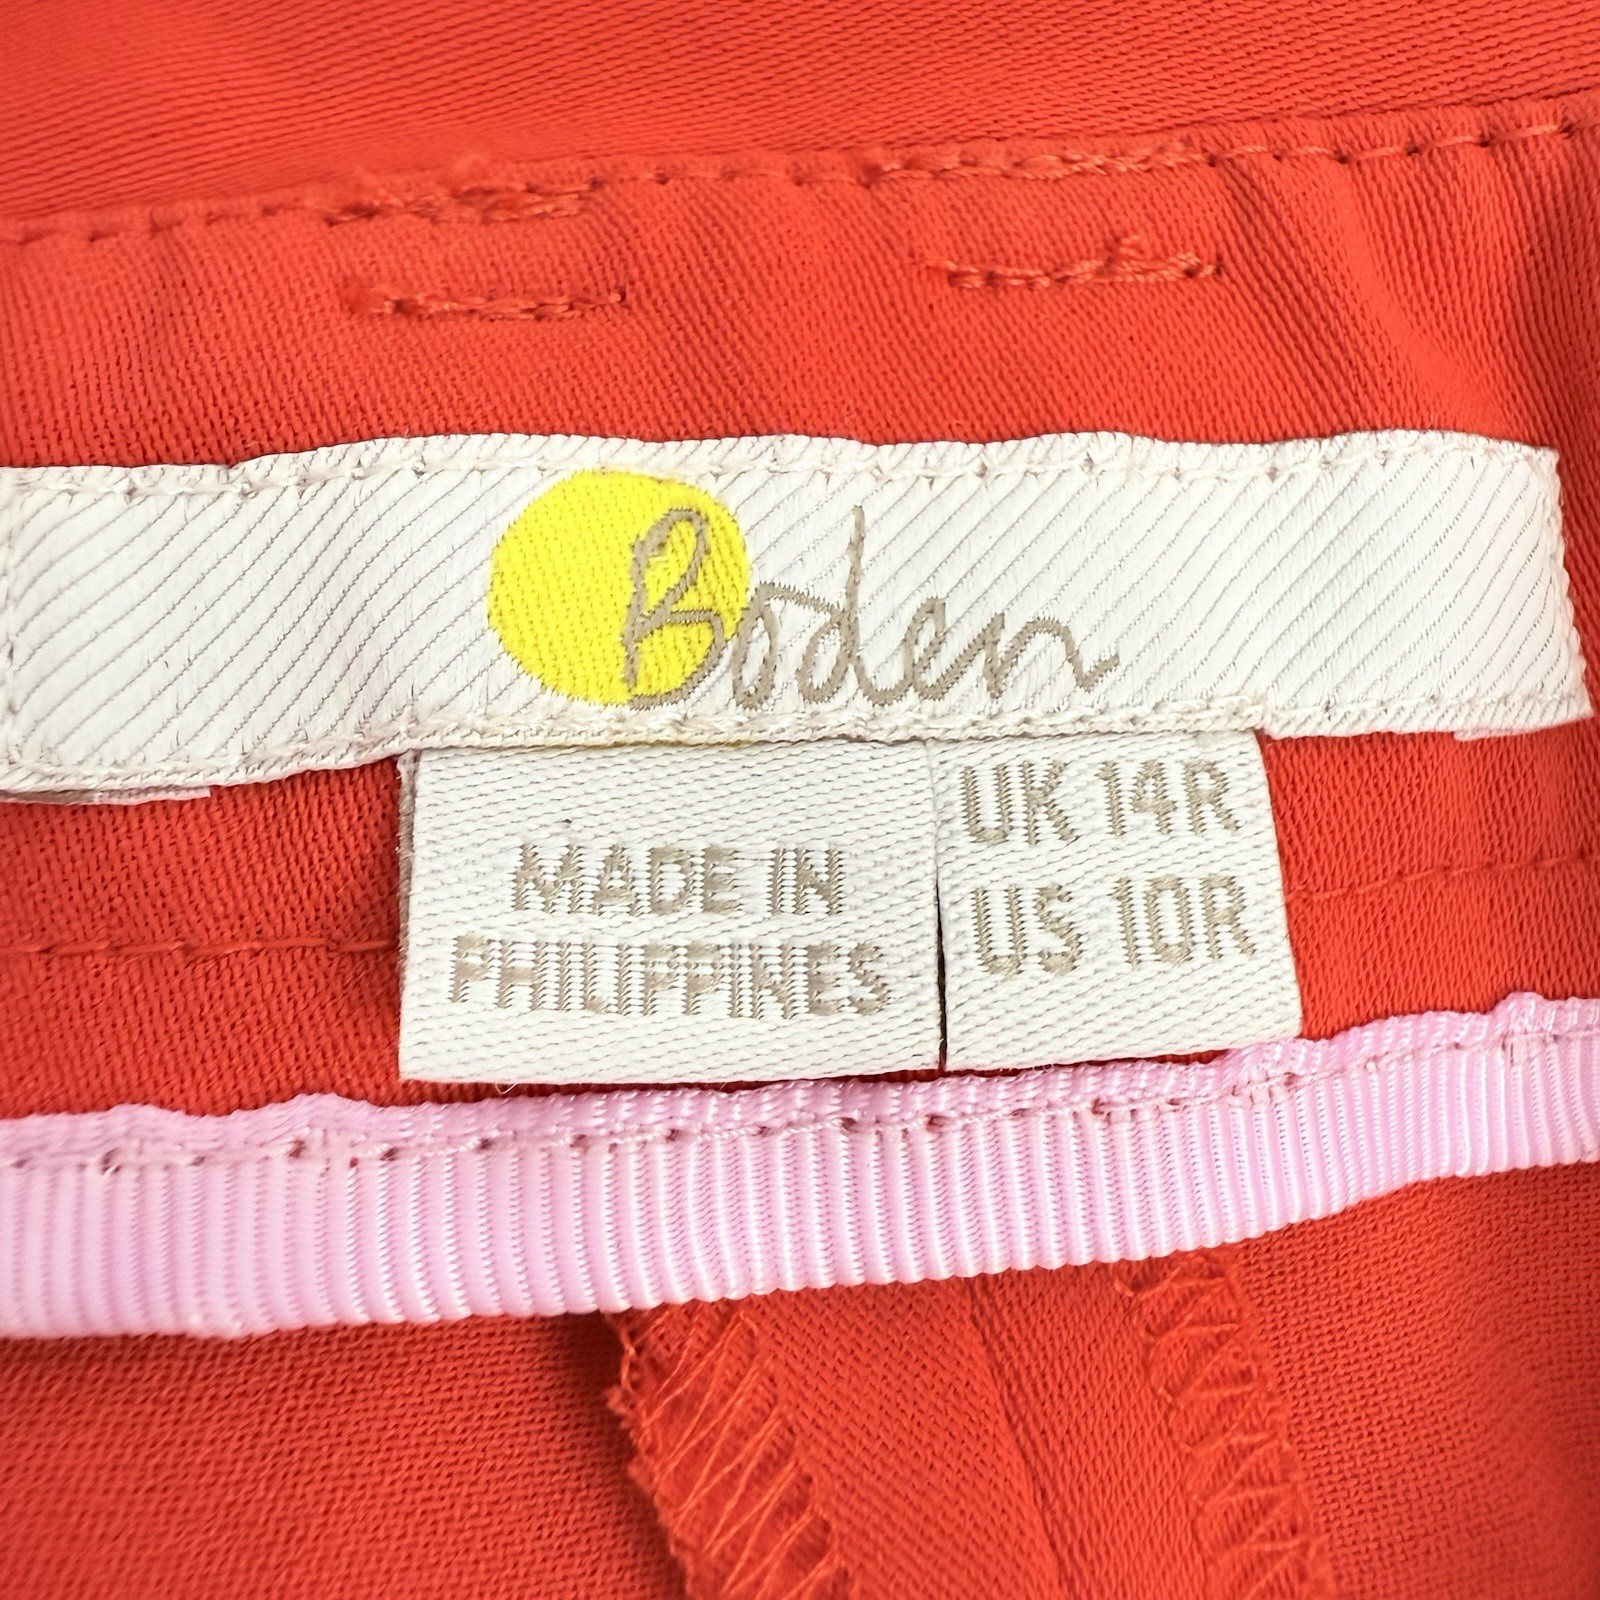 Boden
MADE IN
PHILIPPINES
UK 14R
US 10R